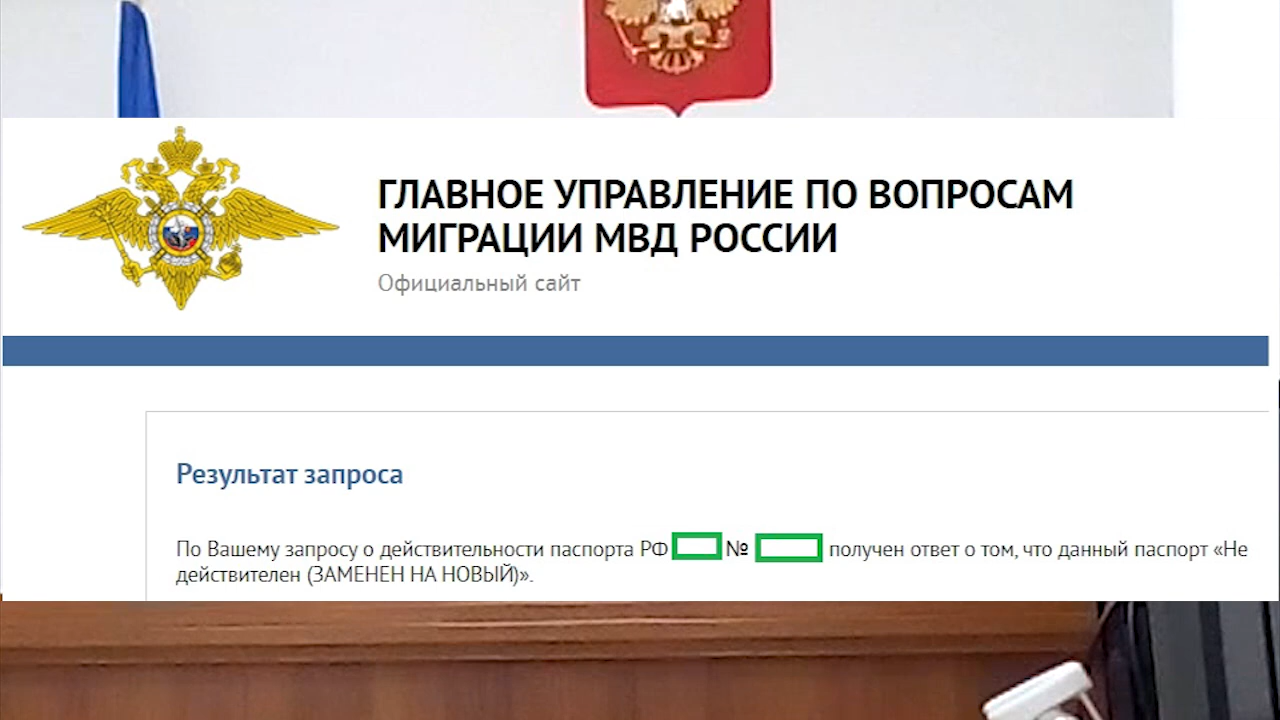 ГЛАВНОЕ УПРАВЛЕНИЕ ПО ВОПРОСАМ
МИГРАЦИИ МВД РОССИИ
Официальный сайт
Результат запроса
По Вашему запросу о действительности паспорта РФ № получен ответ о том, что данный паспорт «Не
действителен (ЗАМЕНЕН НА НОВЫЙ)».